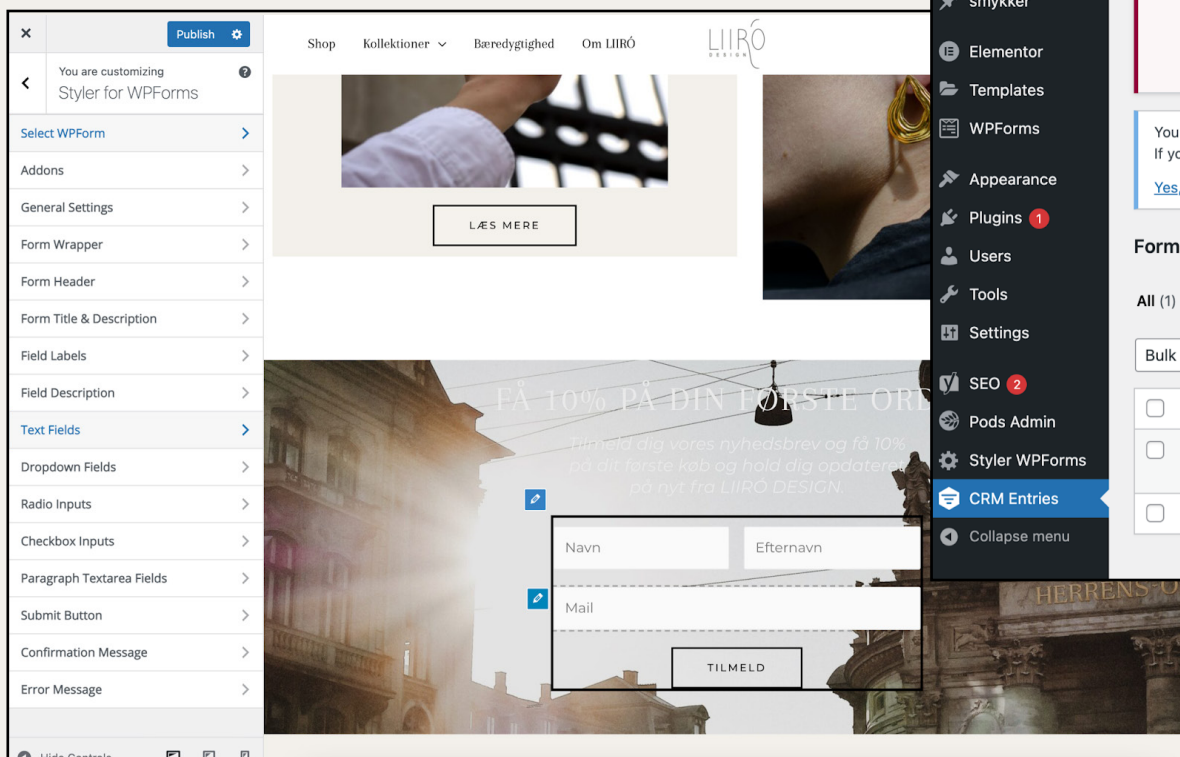 Publish
You are customizing
Styler for WPForms
Select WPForm
Addons
General Settings
Form Wrapper
Form Header
Form Title & Description
Field Labels
Field Description
Text Fields
Dropdown Fields
Radio Inputs
Checkbox Inputs
Paragraph Textarea Fields
Submit Button
Confirmation Message
Error Message
Hide Controls
Shop Kollektioner Bæredygtighed Om LIIRÓ
LIIRÓ
DESIGN
LÆS MERE
FÅ 10% PÅ DIN FØRSTE ORD
Tilmeld dig vores nyhedsbrev og få 10%
på dit første køb og hold dig opdateret
på nyt fra LIIRÓ DESIGN.
Navn Efternavn
Mail
TILMELD
HERRENS O
smykker
Elementor
Templates
WPForms
Appearance
Plugins 1
Users
Tools
Settings
SEO 2
Pods Admin
Styler WPForms
CRM Entries
Collapse menu
You
If yo
Yes,
Form
All (1)
Bulk